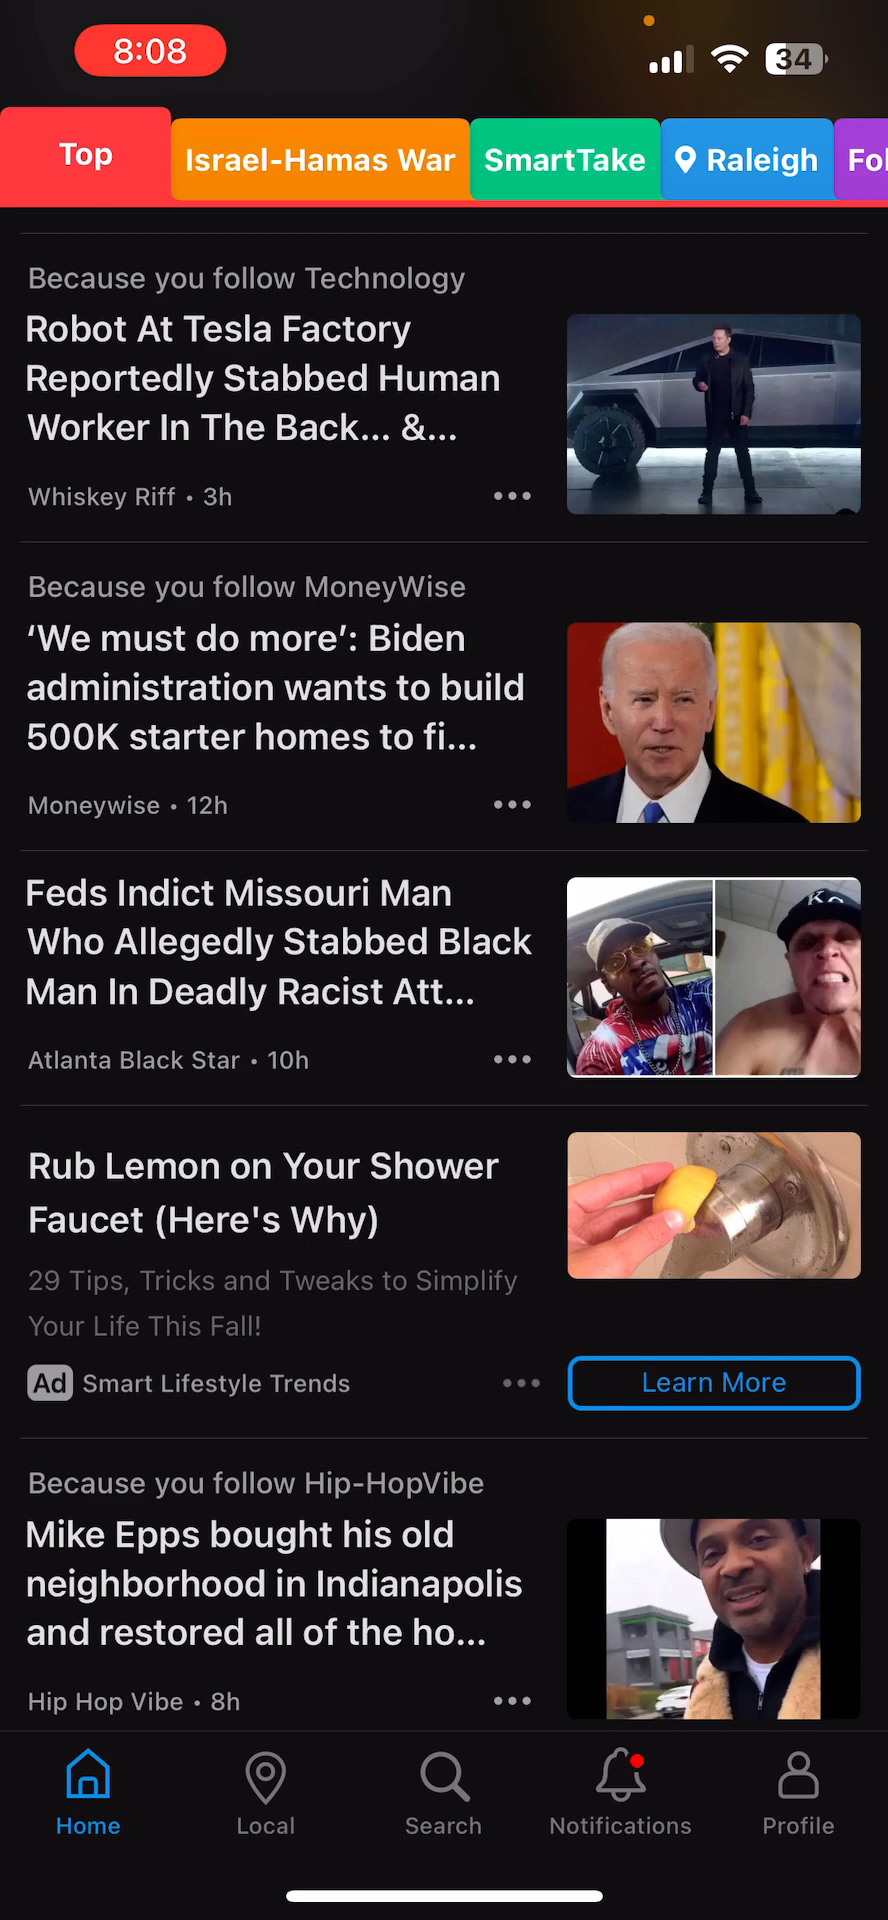 8:08
34
Top
Israel-Hamas War
SmartTake
Raleigh
Fol
Because you follow Technology
Robot At Tesla Factory
Reportedly Stabbed Human
Worker In The Back... &...
Whiskey Riff • 3h
Because you follow MoneyWise
‘We must do more’: Biden
administration wants to build
500K starter homes to fi...
Moneywise • 12h
Feds Indict Missouri Man
Who Allegedly Stabbed Black
Man In Deadly Racist Att...
Atlanta Black Star • 10h
Rub Lemon on Your Shower
Faucet (Here's Why)
29 Tips, Tricks and Tweaks to Simplify
Your Life This Fall!
Ad Smart Lifestyle Trends
Learn More
Because you follow Hip-HopVibe
Mike Epps bought his old
neighborhood in Indianapolis
and restored all of the ho...
Hip Hop Vibe • 8h
Home
Local
Search
Notifications
Profile